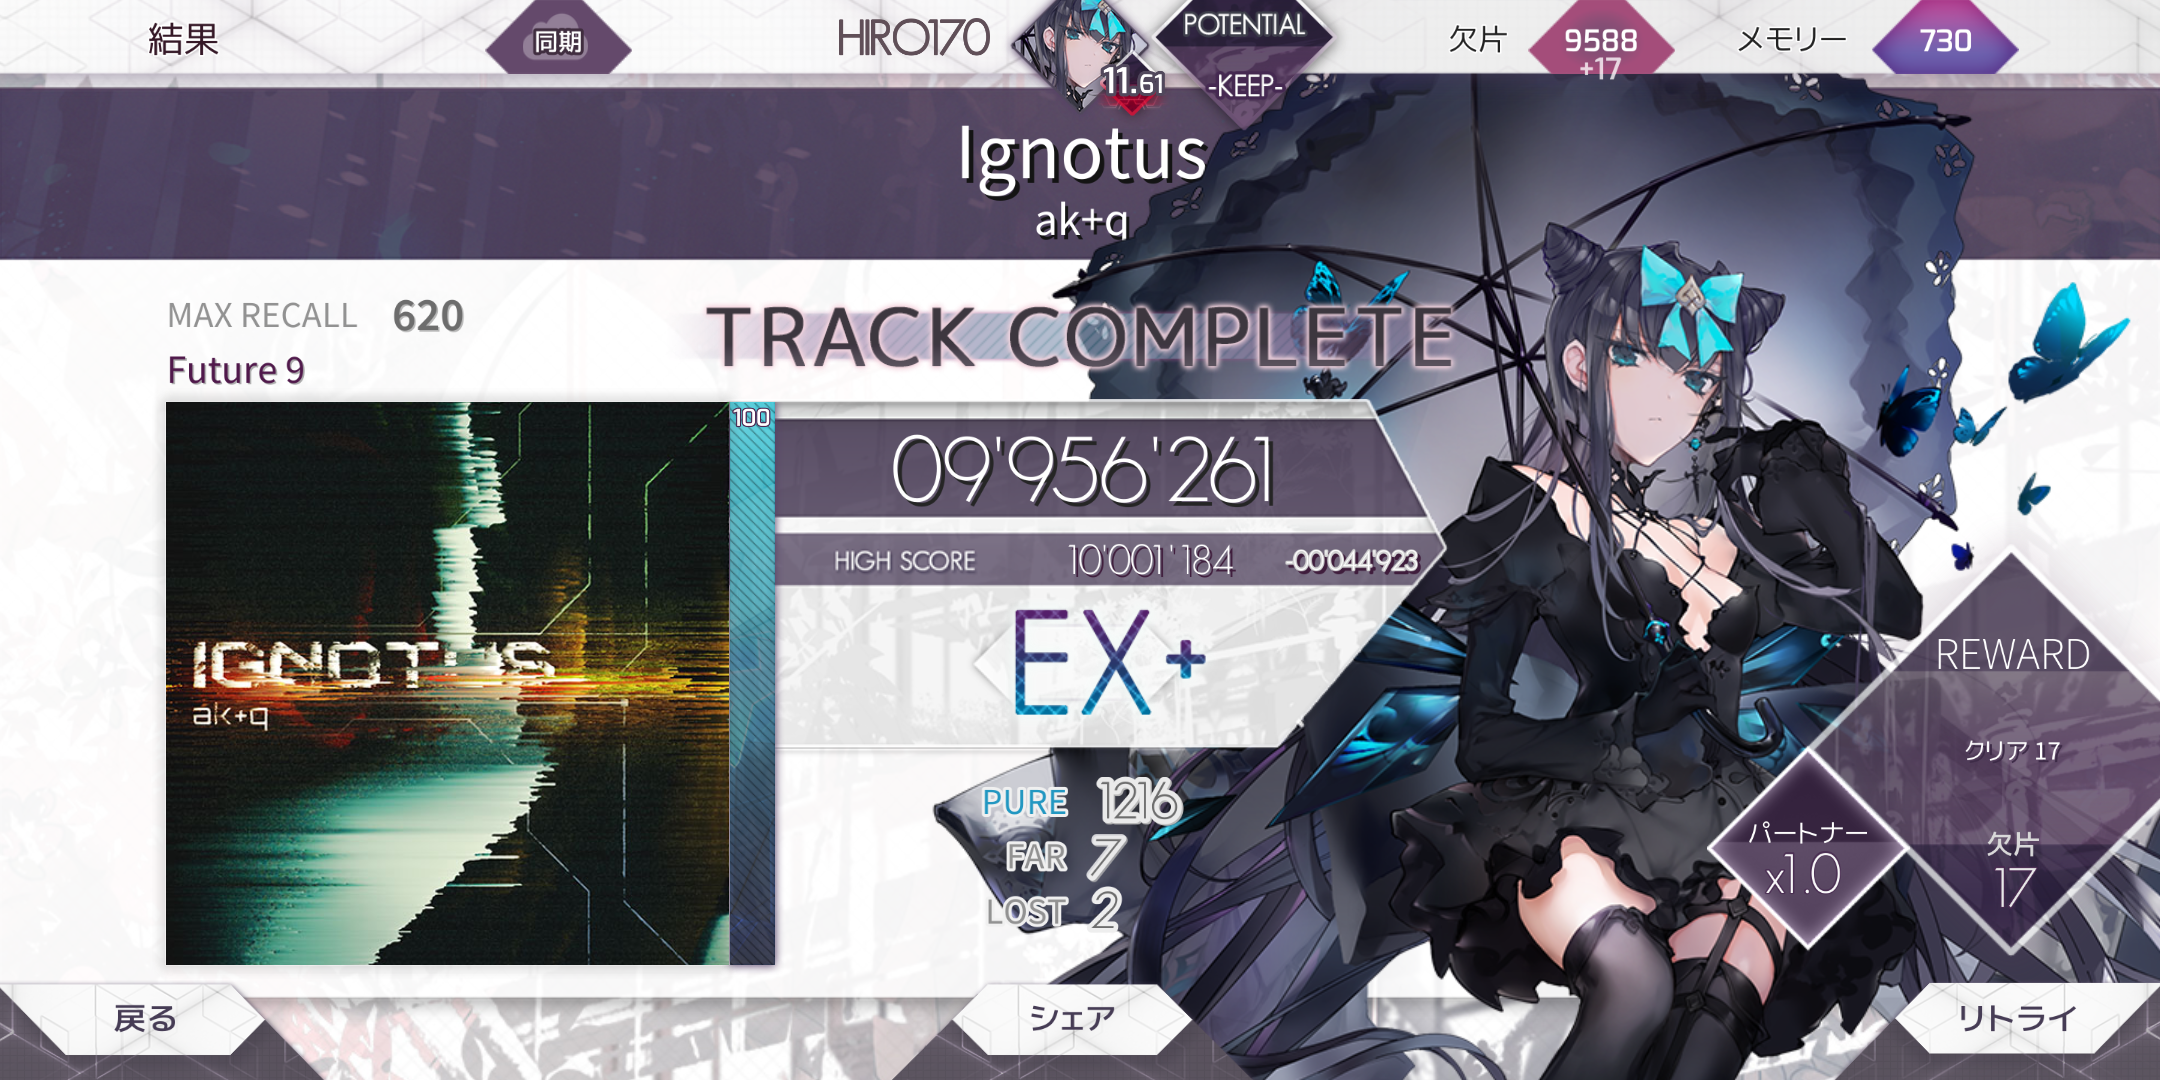 結果
同期
HIRO170
11.61
POTENTIAL
-KEEP-
欠片
9588
+17
メモリー
730
Ignotus
ak+q
MAX RECALL 620
Future 9
TRACK COMPLETE
100
09'956'261
HIGH SCORE 10'001'184 -00'044'923
EX+
IGNOTUS
ak+q
PURE 1216
FAR 7
LOST 2
REWARD
クリア 17
パートナー
x1.0
欠片
17
戻る
シェア
リトライ